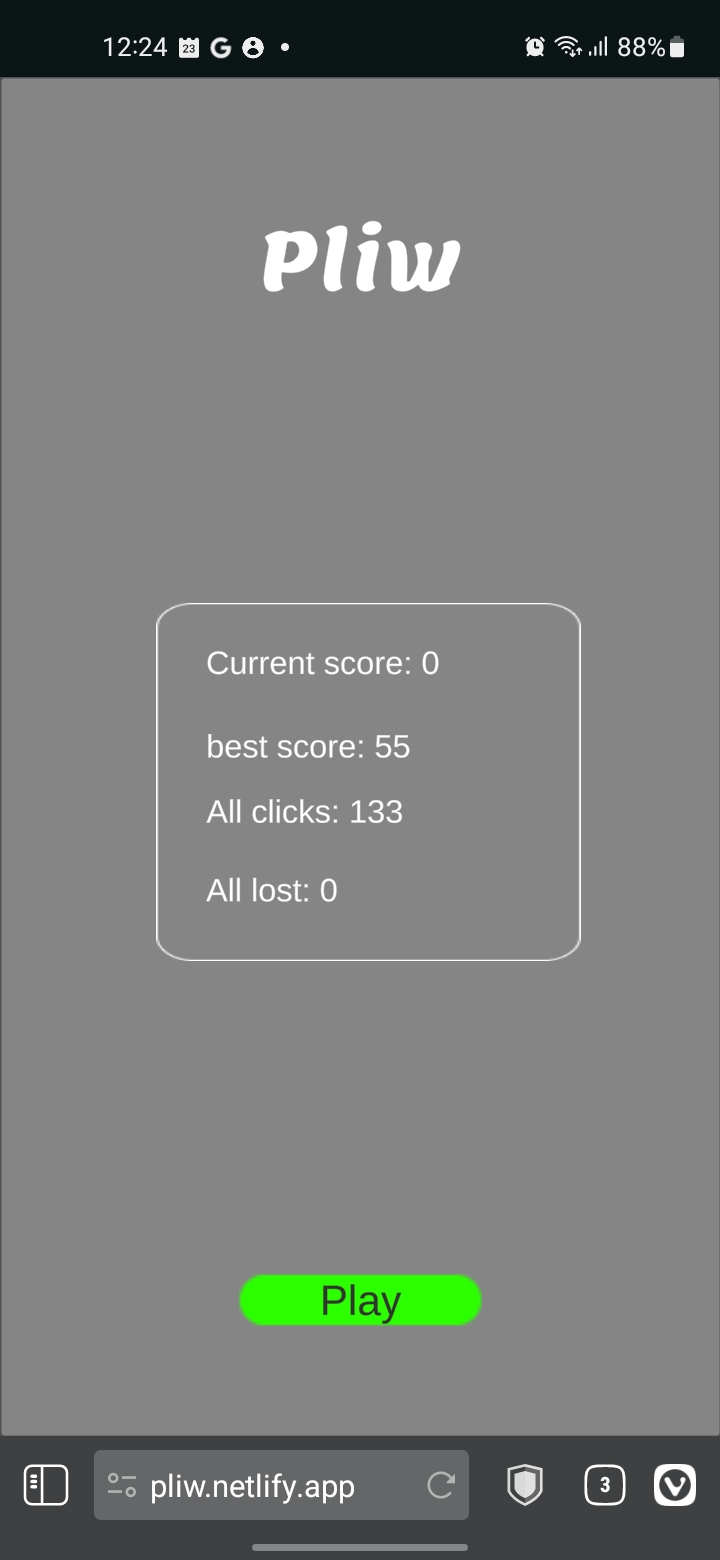 12:24 23 G 88%
Pliw
Current score: 0
best score: 55
All clicks: 133
All lost: 0
Play
pliw.netlify.app 3